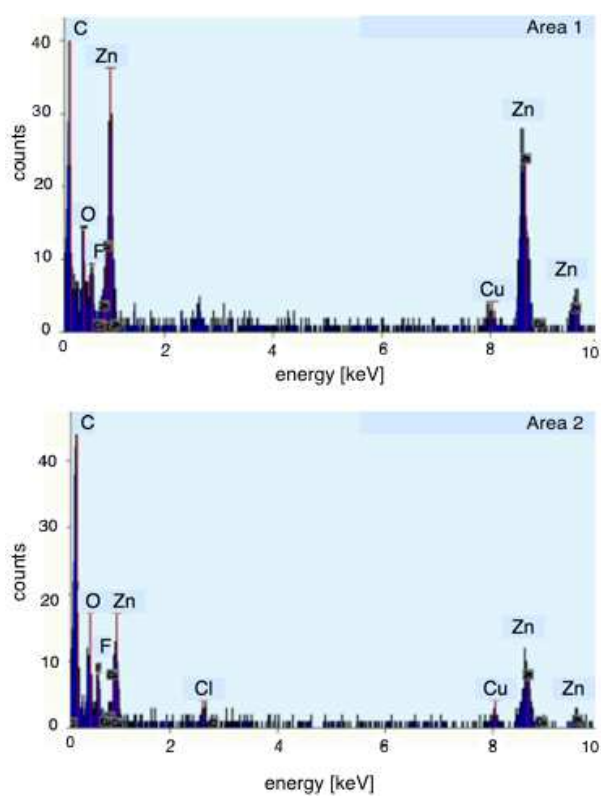 C
Area 1
40
Zn
30
Zn
counts
20
O
10
F
Cu
Zn
0
0 2 4 6 8 10
energy [keV]
C
Area 2
40
30
counts
20
O Zn
Zn
10
F
Cl
Cu
Zn
0
0 2 4 6 8 10
energy [keV]